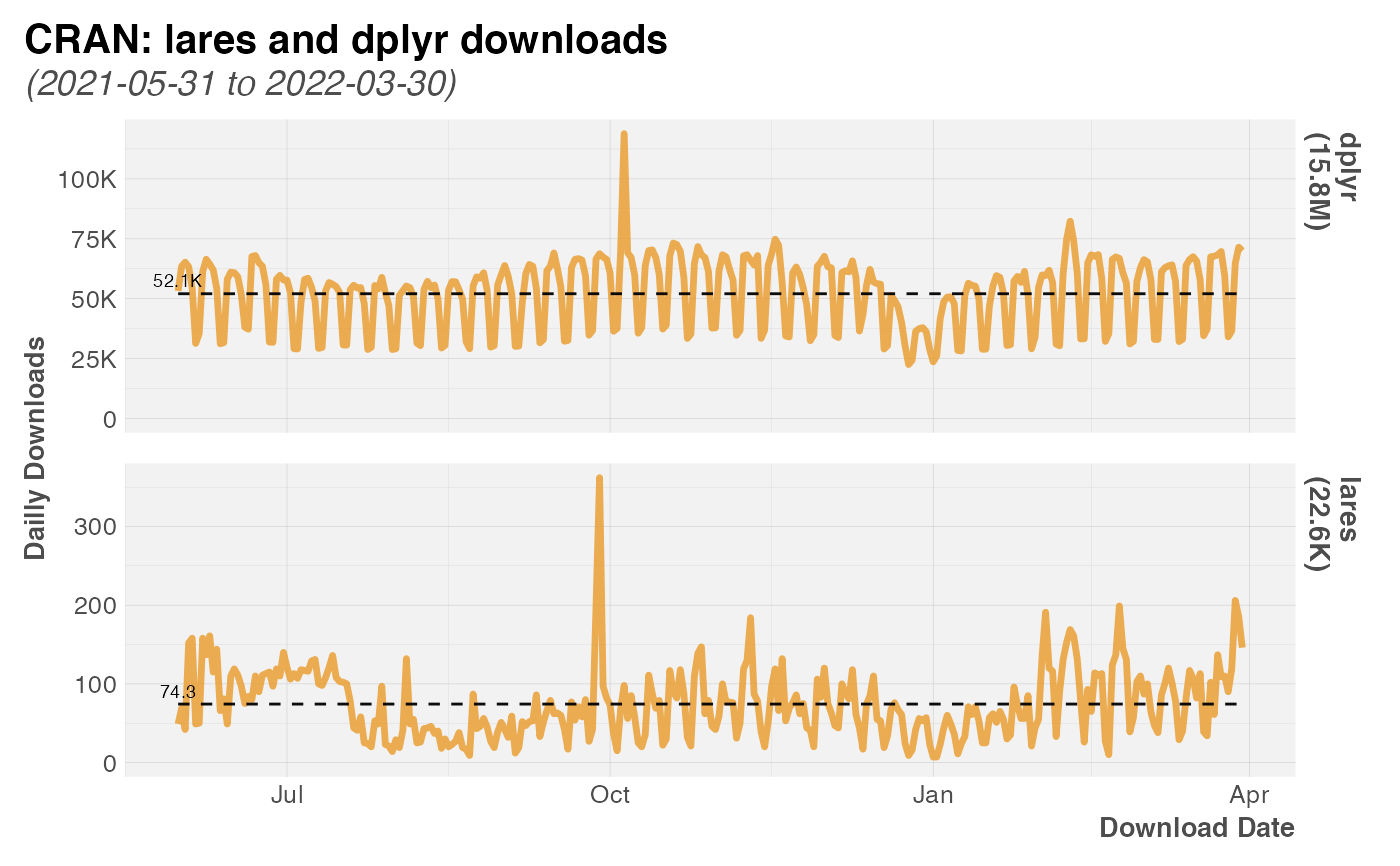 CRAN: lares and dplyr downloads
(2021-05-31 to 2022-03-30)
Dailly Downloads
100K
75K
50K
25K
0
52.1K
dplyr
(15.8M)
300
200
100
0
74.3
lares
(22.6K)
Jul
Oct
Jan
Apr
Download Date